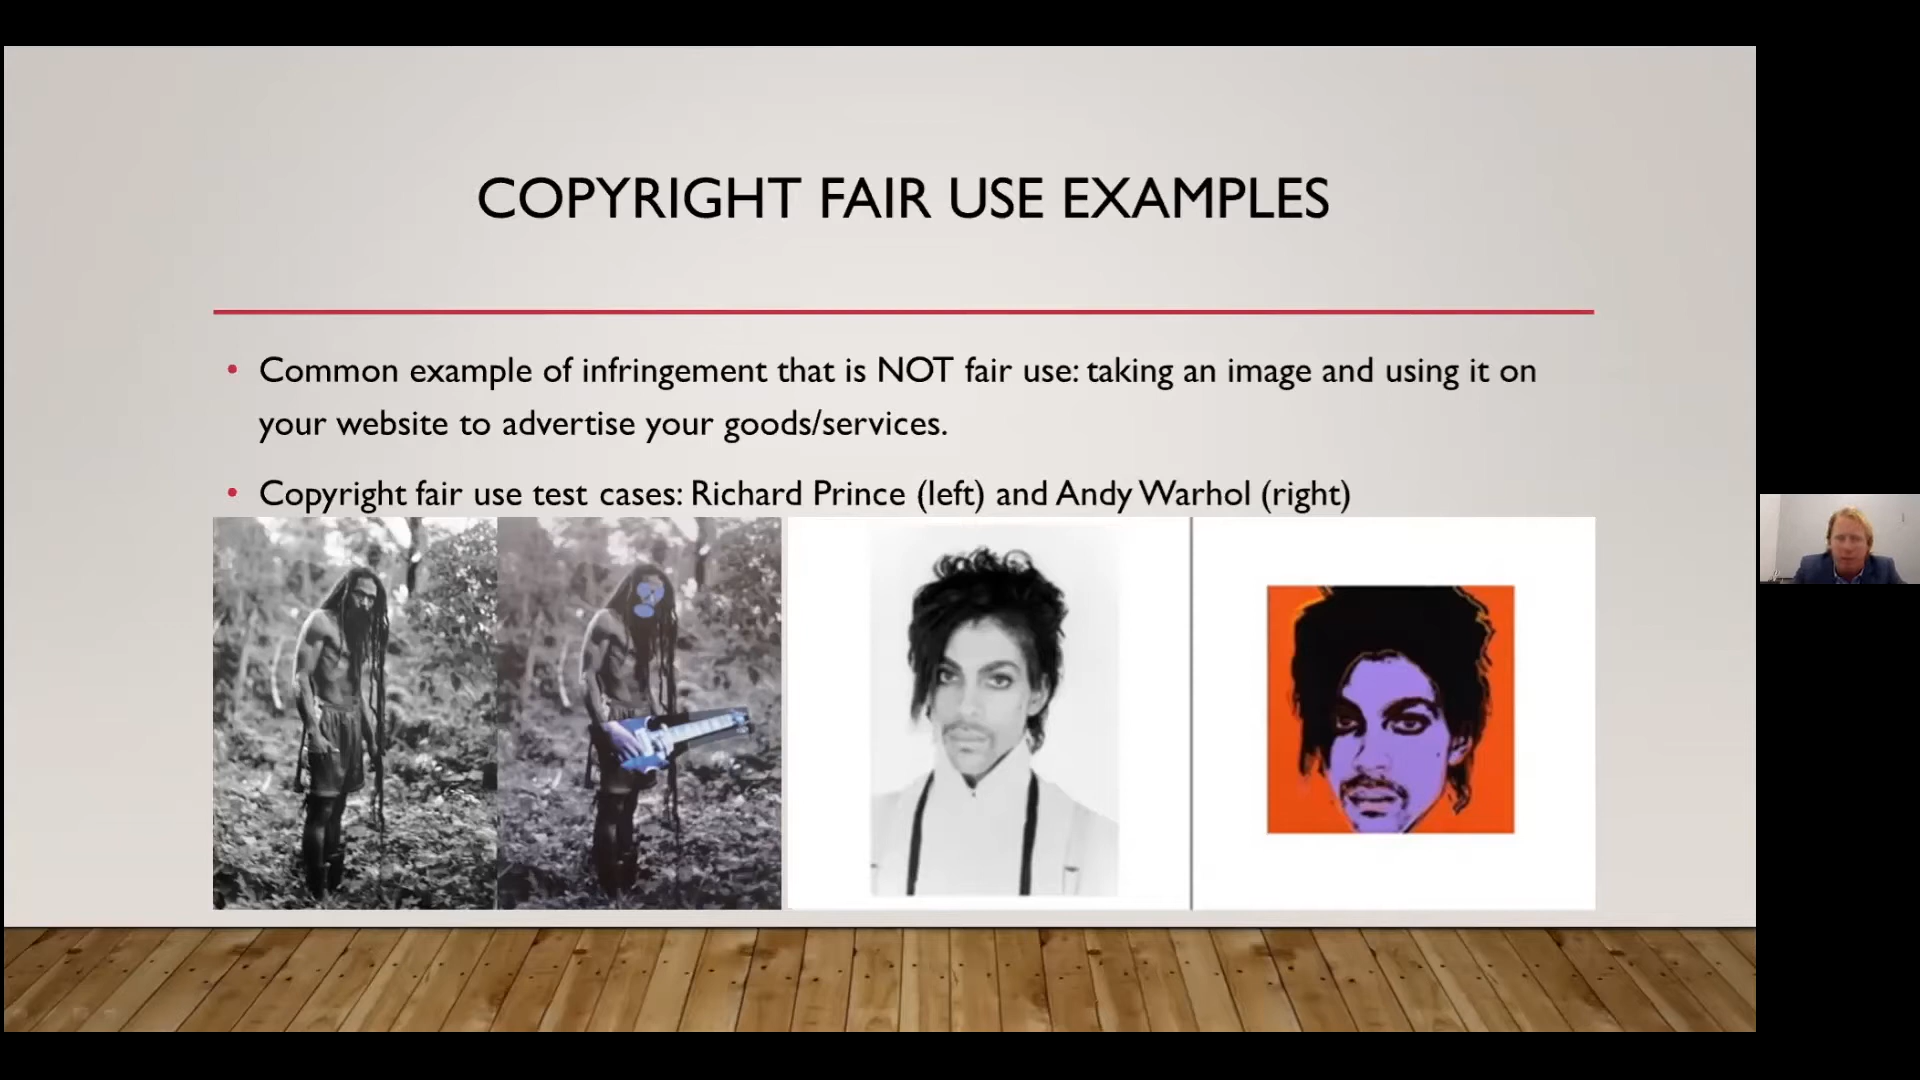 COPYRIGHT FAIR USE EXAMPLES
• Common example of infringement that is NOT fair use: taking an image and using it on
your website to advertise your goods/services.
• Copyright fair use test cases: Richard Prince (left) and Andy Warhol (right)